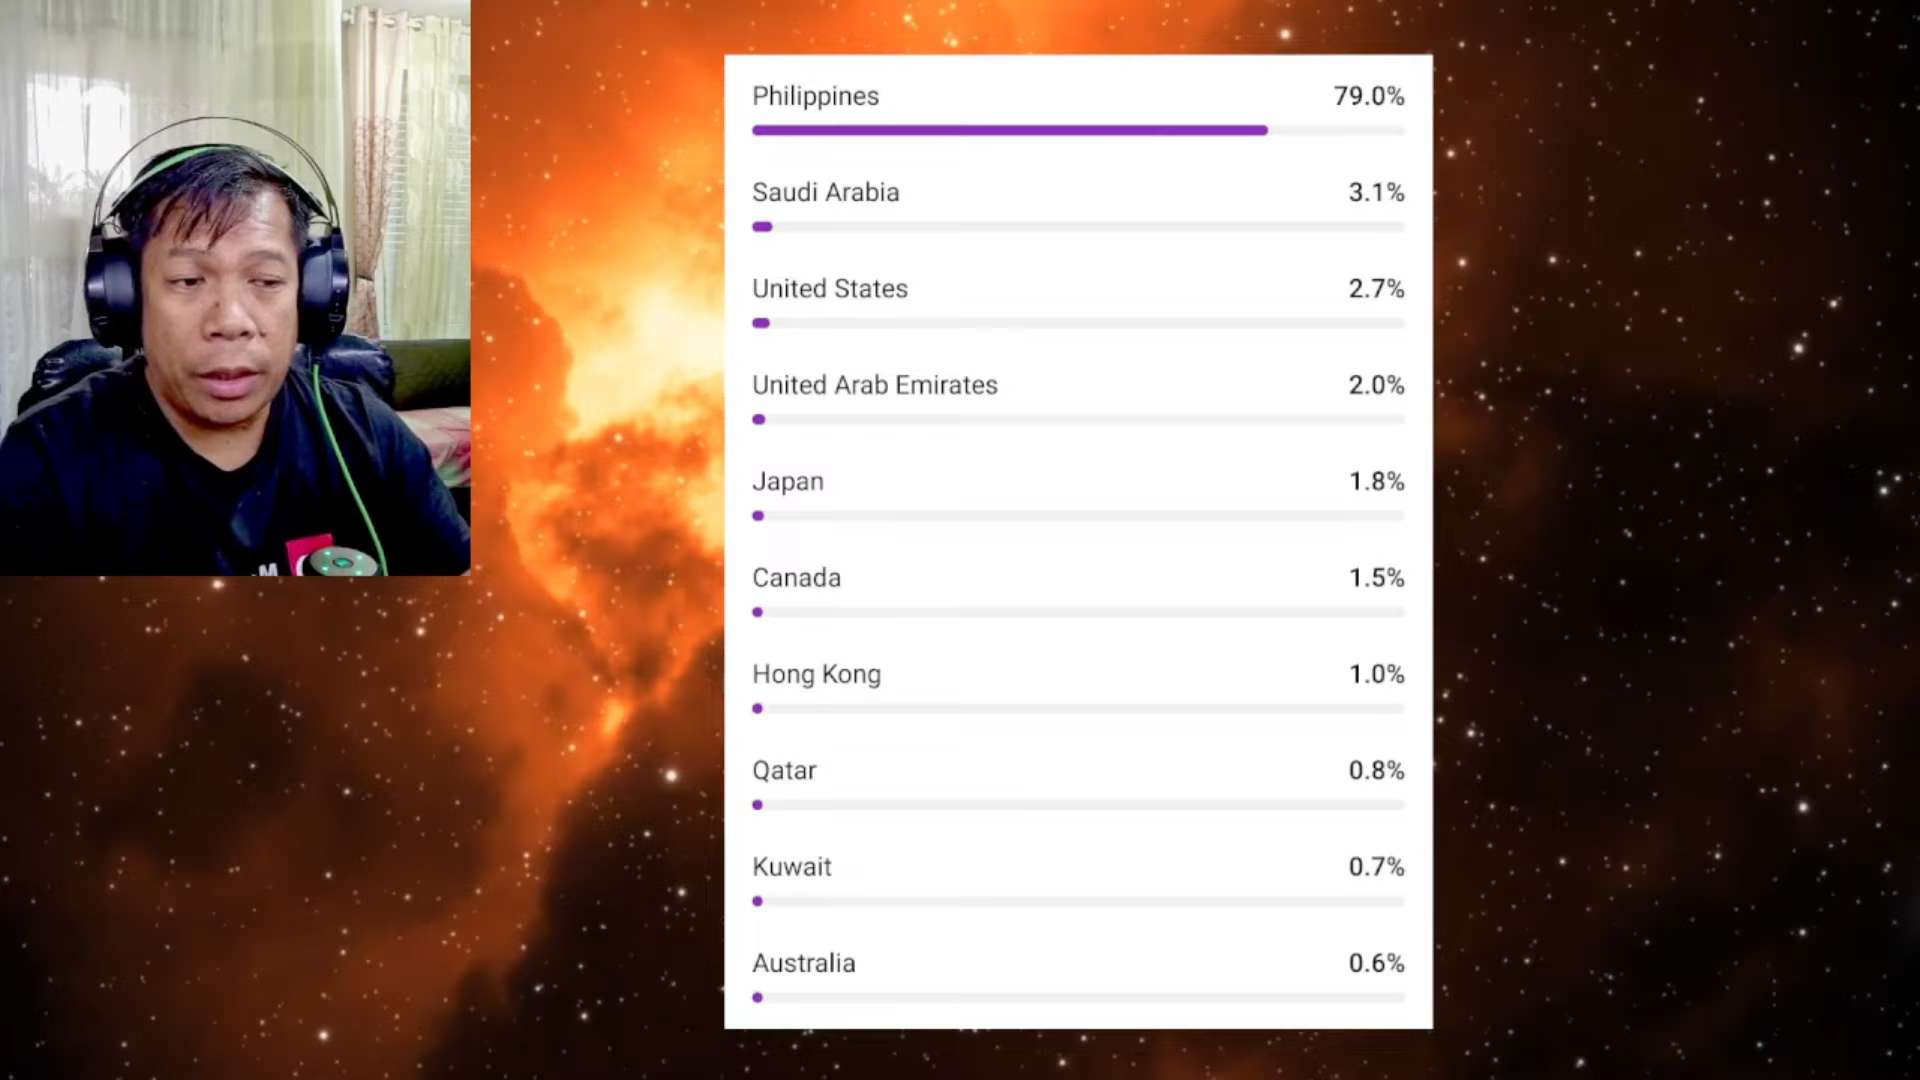 Philippines 79.0%
Saudi Arabia 3.1%
United States 2.7%
United Arab Emirates 2.0%
Japan 1.8%
Canada 1.5%
Hong Kong 1.0%
Qatar 0.8%
Kuwait 0.7%
Australia 0.6%